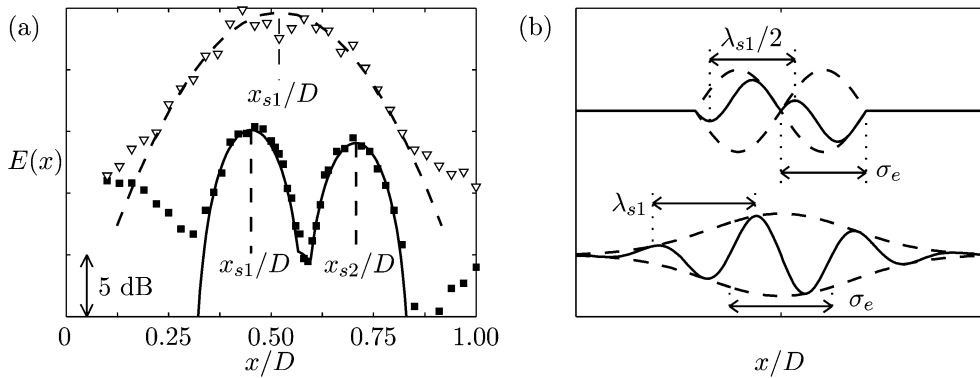 (a)
E(x)
x_{s1}/D
x_{s1}/D
x_{s2}/D
5 dB
0
0.25
0.50
0.75
1.00
x/D
(b)
λ_{s1}/2
σ_e
λ_{s1}
σ_e
x/D